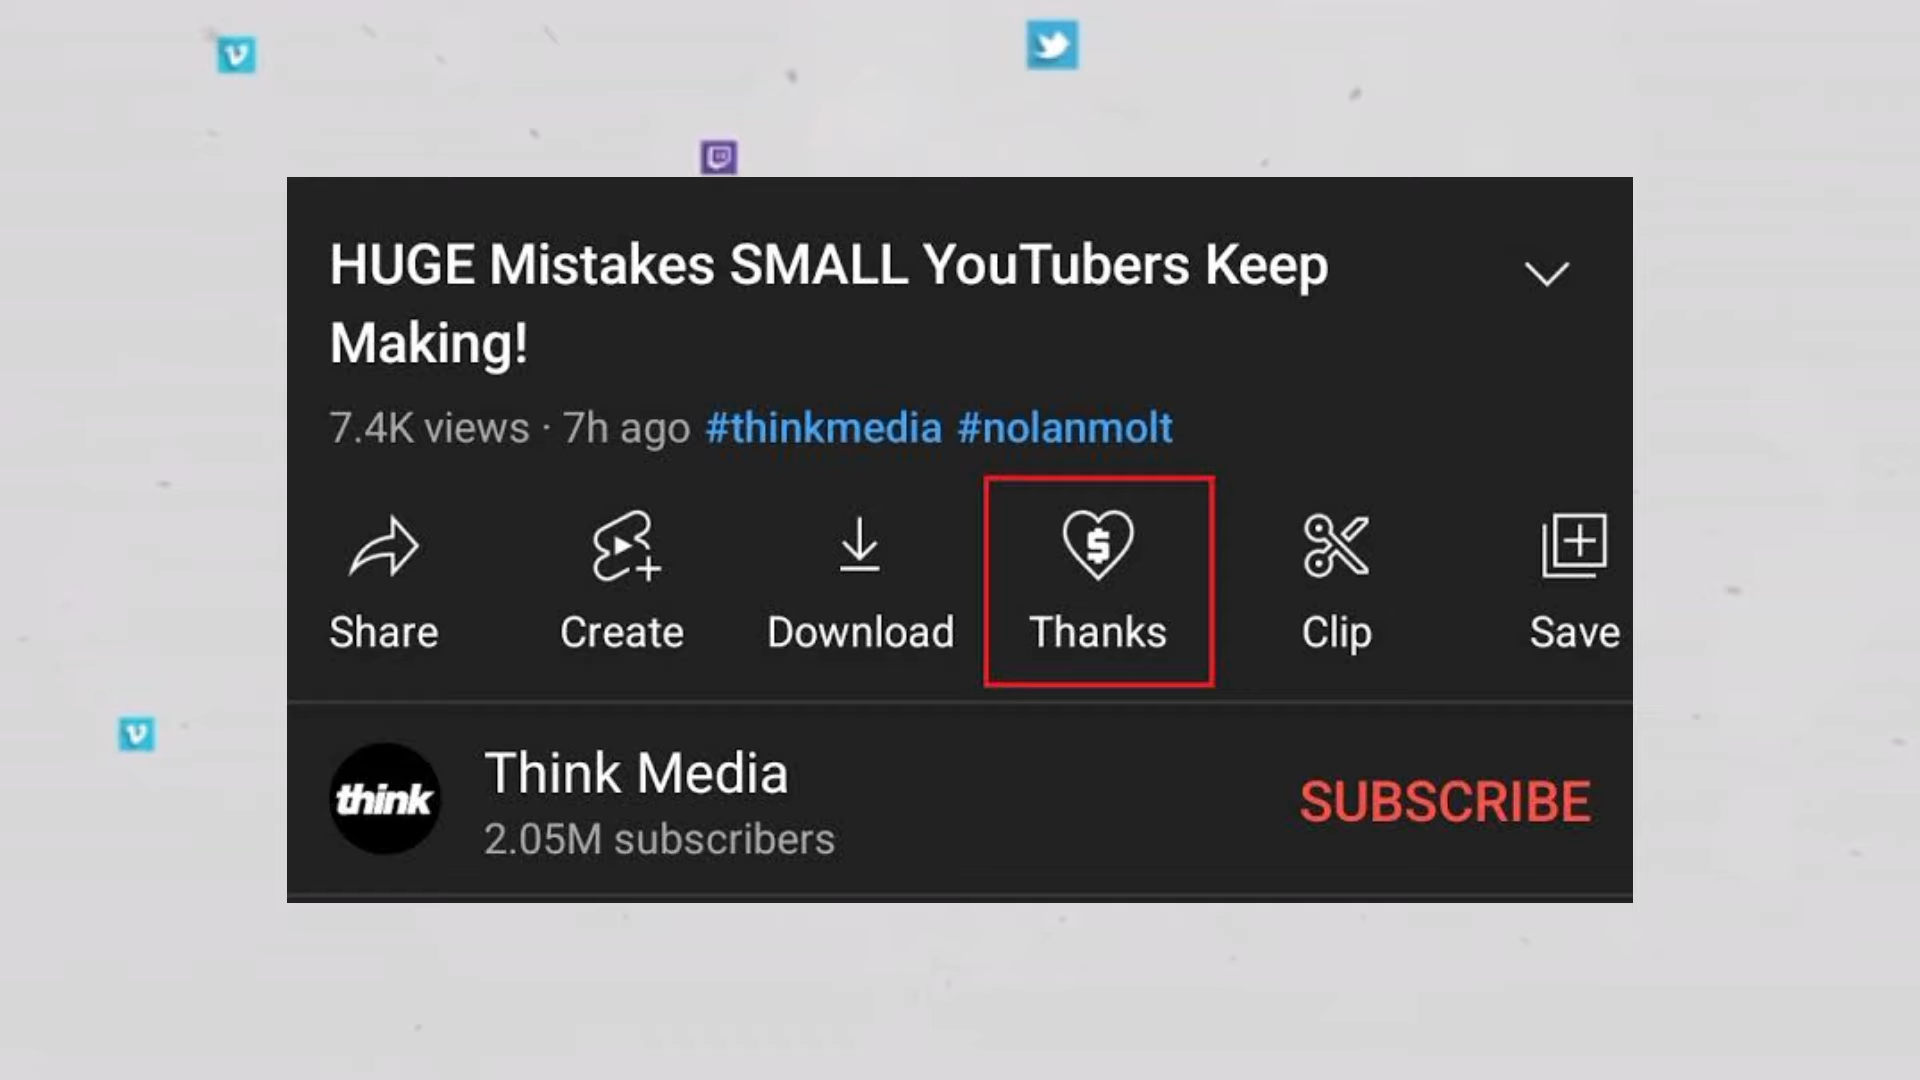 HUGE Mistakes SMALL YouTubers Keep
Making!
7.4K views · 7h ago #thinkmedia #nolanmolt
Share Create Download Thanks Clip Save
think
Think Media
2.05M subscribers
SUBSCRIBE